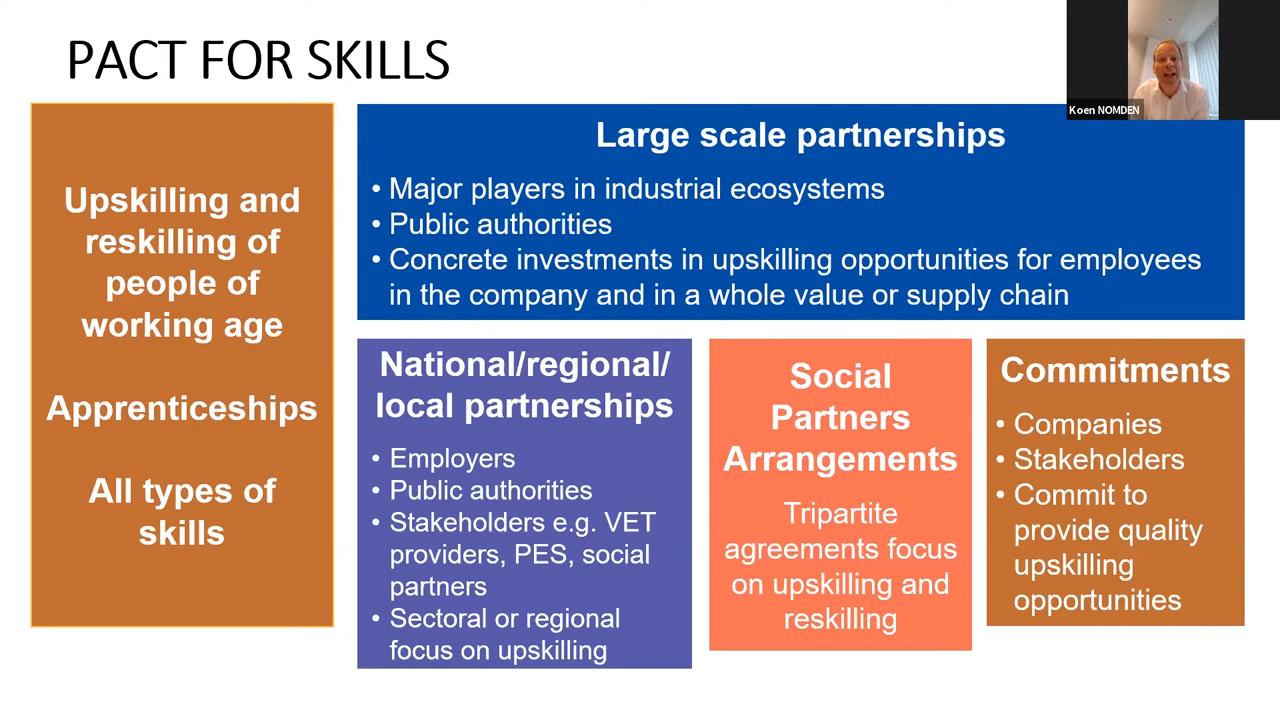 PACT FOR SKILLS
Koen NOMDEN
Upskilling and
reskilling of
people of
working age
Apprenticeships
All types of
skills
Large scale partnerships
• Major players in industrial ecosystems
• Public authorities
• Concrete investments in upskilling opportunities for employees
in the company and in a whole value or supply chain
National/regional/
local partnerships
• Employers
• Public authorities
• Stakeholders e.g. VET
providers, PES, social
partners
• Sectoral or regional
focus on upskilling
Social
Partners
Arrangements
Tripartite
agreements focus
on upskilling and
reskilling
Commitments
• Companies
• Stakeholders
• Commit to
provide quality
upskilling
opportunities